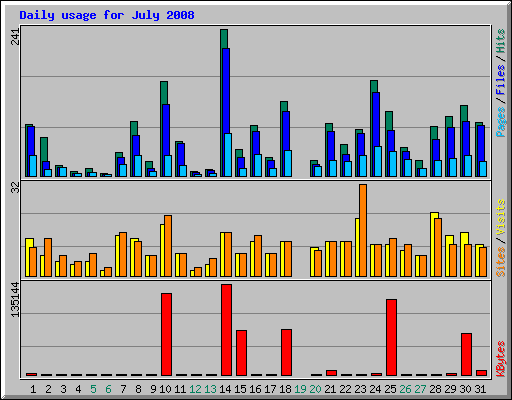 Daily usage for July 2008
241
Pages / Files / Hits
32
Sites / Visits
135144
KBytes
1 2 3 4 5 6 7 8 9 10 11 12 13 14 15 16 17 18 19 20 21 22 23 24 25 26 27 28 29 30 31